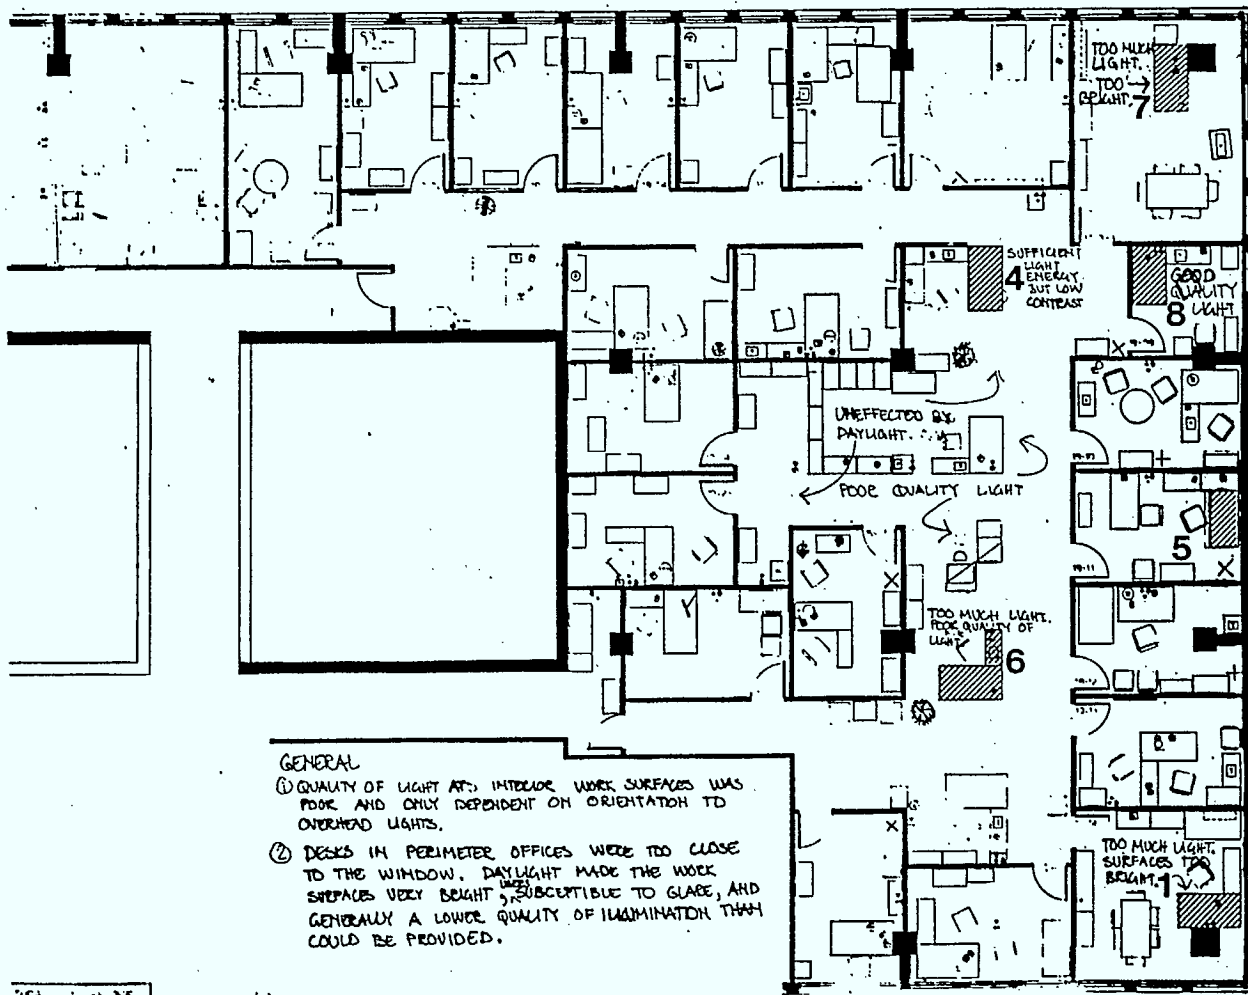 TOO MUCH
LIGHT.
TOO
BRIGHT.
7
SUFFICIENT
LIGHT
ENERGY
BUT LOW
CONTRAST
4
GOOD
QUALITY
LIGHT
8
UNEFFECTED BY
DAYLIGHT.
POOR QUALITY LIGHT
5
TOO MUCH LIGHT.
POOR QUALITY OF
LIGHT.
6
GENERAL
① QUALITY OF LIGHT AT INTERIOR WORK SURFACES WAS
POOR AND ONLY DEPENDENT ON ORIENTATION TO
OVERHEAD LIGHTS.
② DESKS IN PERIMETER OFFICES WERE TOO CLOSE
TO THE WINDOW. DAYLIGHT MADE THE WORK
SURFACES VERY BRIGHT, SUBCEPTIBLE TO GLARE, AND
GENERALLY A LOWER QUALITY OF ILLUMINATION THAN
COULD BE PROVIDED.
TOO MUCH LIGHT.
SURFACES TOO
BRIGHT.
1